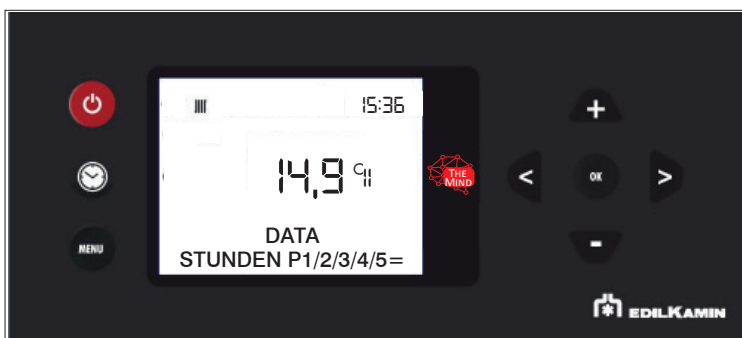 15:36
14,9 C
THE
MIND
< OK >
+
-
MENU
DATA
STUNDEN P1/2/3/4/5=
EDILKAMIN